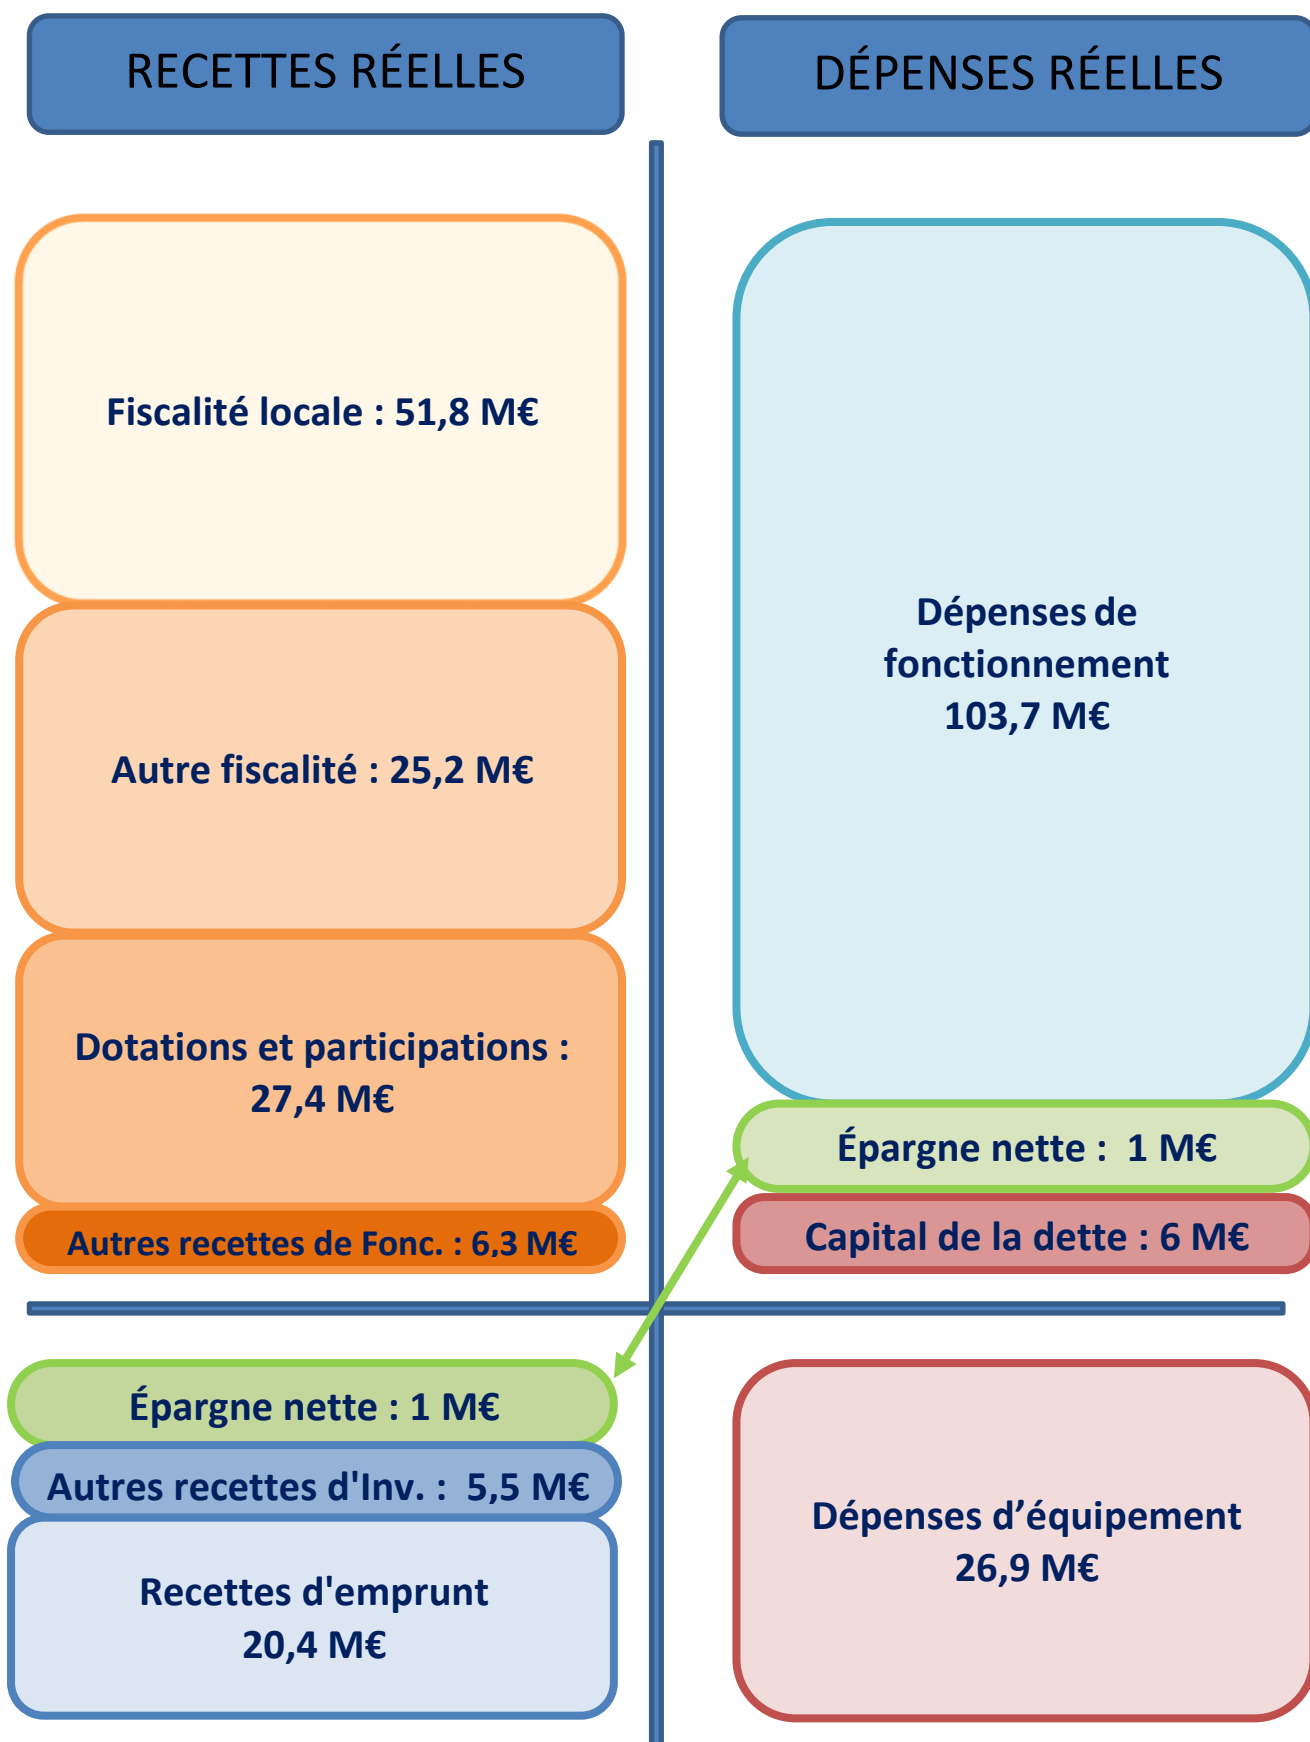 RECETTES RÉELLES
DÉPENSES RÉELLES
Fiscalité locale : 51,8 M€
Autre fiscalité : 25,2 M€
Dotations et participations :
27,4 M€
Autres recettes de Fonc. : 6,3 M€
Dépenses de
fonctionnement
103,7 M€
Épargne nette : 1 M€
Capital de la dette : 6 M€
Épargne nette : 1 M€
Autres recettes d'Inv. : 5,5 M€
Recettes d'emprunt
20,4 M€
Dépenses d’équipement
26,9 M€